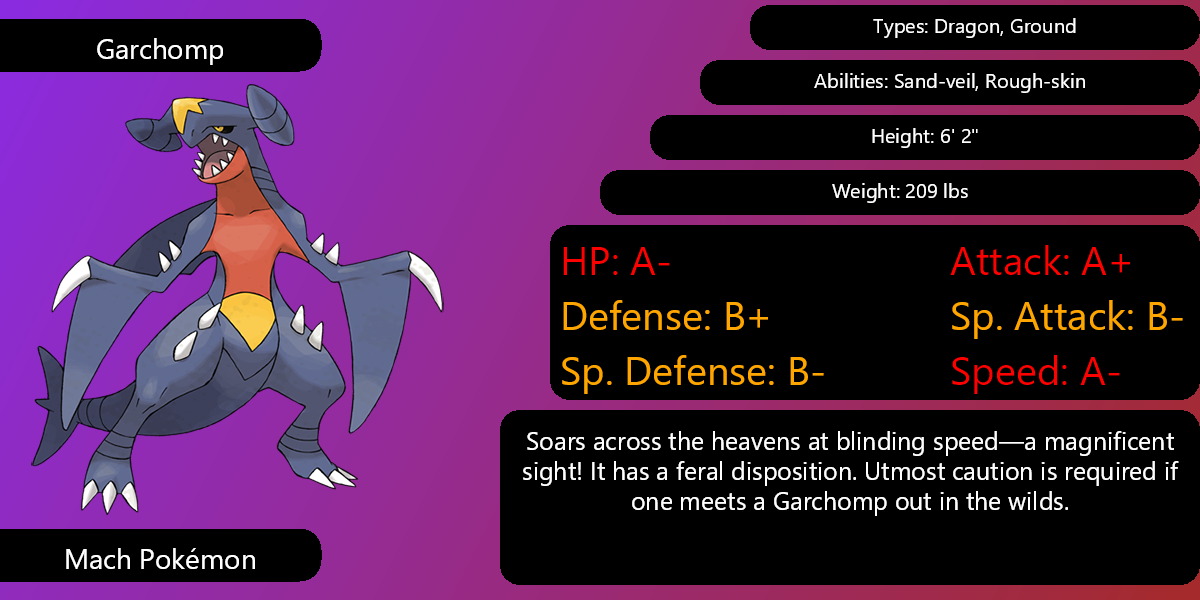 Garchomp
Types: Dragon, Ground
Abilities: Sand-veil, Rough-skin
Height: 6' 2"
Weight: 209 lbs
HP: A-
Attack: A+
Defense: B+
Sp. Attack: B-
Sp. Defense: B-
Speed: A-
Soars across the heavens at blinding speed—a magnificent
sight! It has a feral disposition. Utmost caution is required if
one meets a Garchomp out in the wilds.
Mach Pokémon